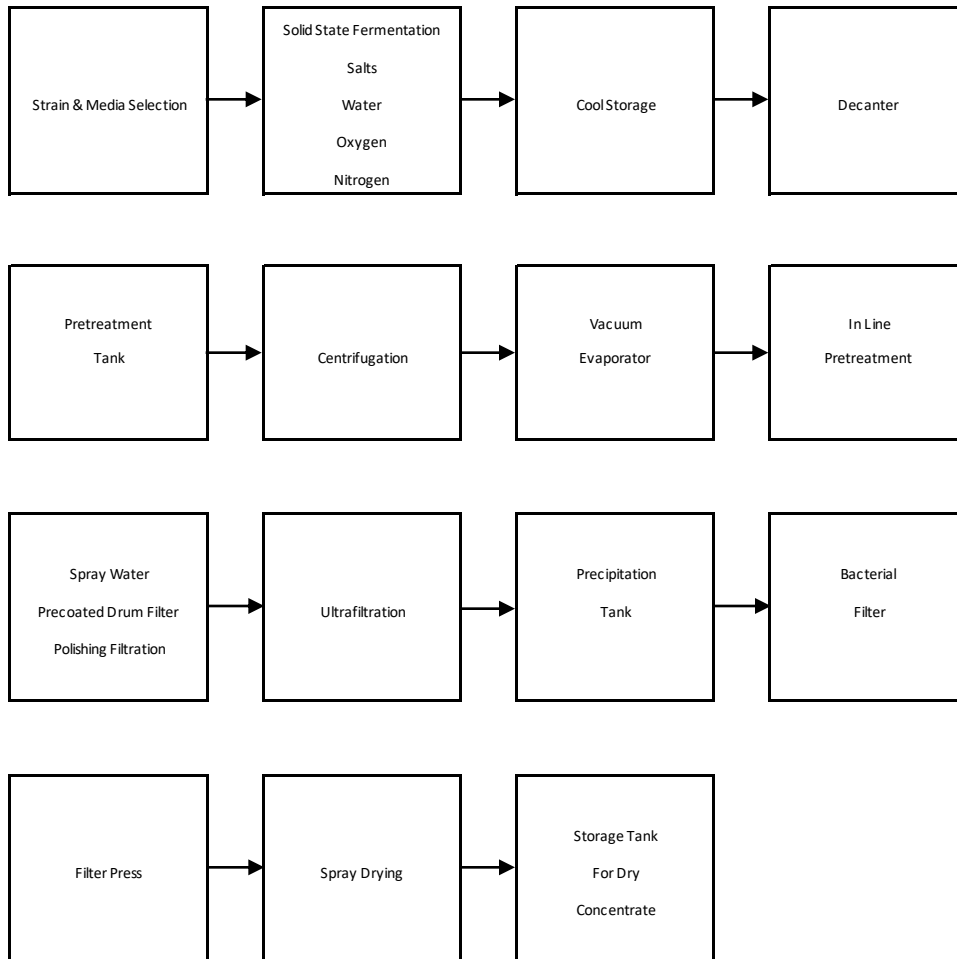 Strain & Media Selection
Solid State Fermentation
Salts
Water
Oxygen
Nitrogen
Cool Storage
Decanter
Pretreatment
Tank
Centrifugation
Vacuum
Evaporator
In Line
Pretreatment
Spray Water
Precoated Drum Filter
Polishing Filtration
Ultrafiltration
Precipitation
Tank
Bacterial
Filter
Filter Press
Spray Drying
Storage Tank
For Dry
Concentrate